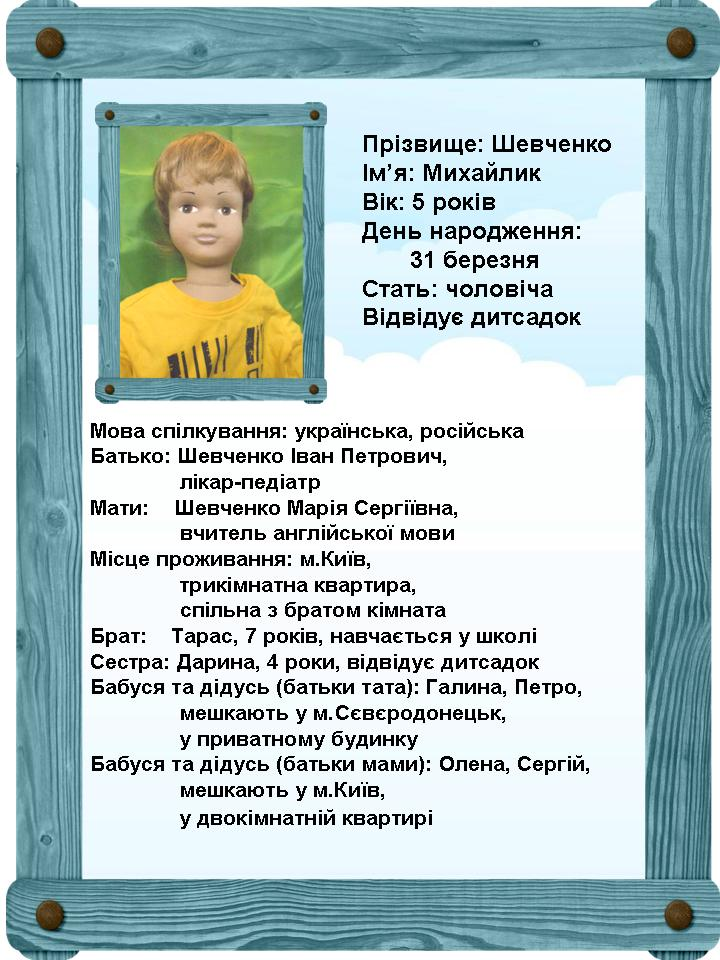 Прізвище: Шевченко
Ім’я: Михайлик
Вік: 5 років
День народження:
31 березня
Стать: чоловіча
Відвідує дитсадок
Мова спілкування: українська, російська
Батько: Шевченко Іван Петрович,
лікар-педіатр
Мати: Шевченко Марія Сергіївна,
вчитель англійської мови
Місце проживання: м.Київ,
трикімнатна квартира,
спільна з братом кімната
Брат: Тарас, 7 років, навчається у школі
Сестра: Дарина, 4 роки, відвідує дитсадок
Бабуся та дідусь (батьки тата): Галина, Петро,
мешкають у м.Сєвєродонецьк,
у приватному будинку
Бабуся та дідусь (батьки мами): Олена, Сергій,
мешкають у м.Київ,
у двокімнатній квартирі